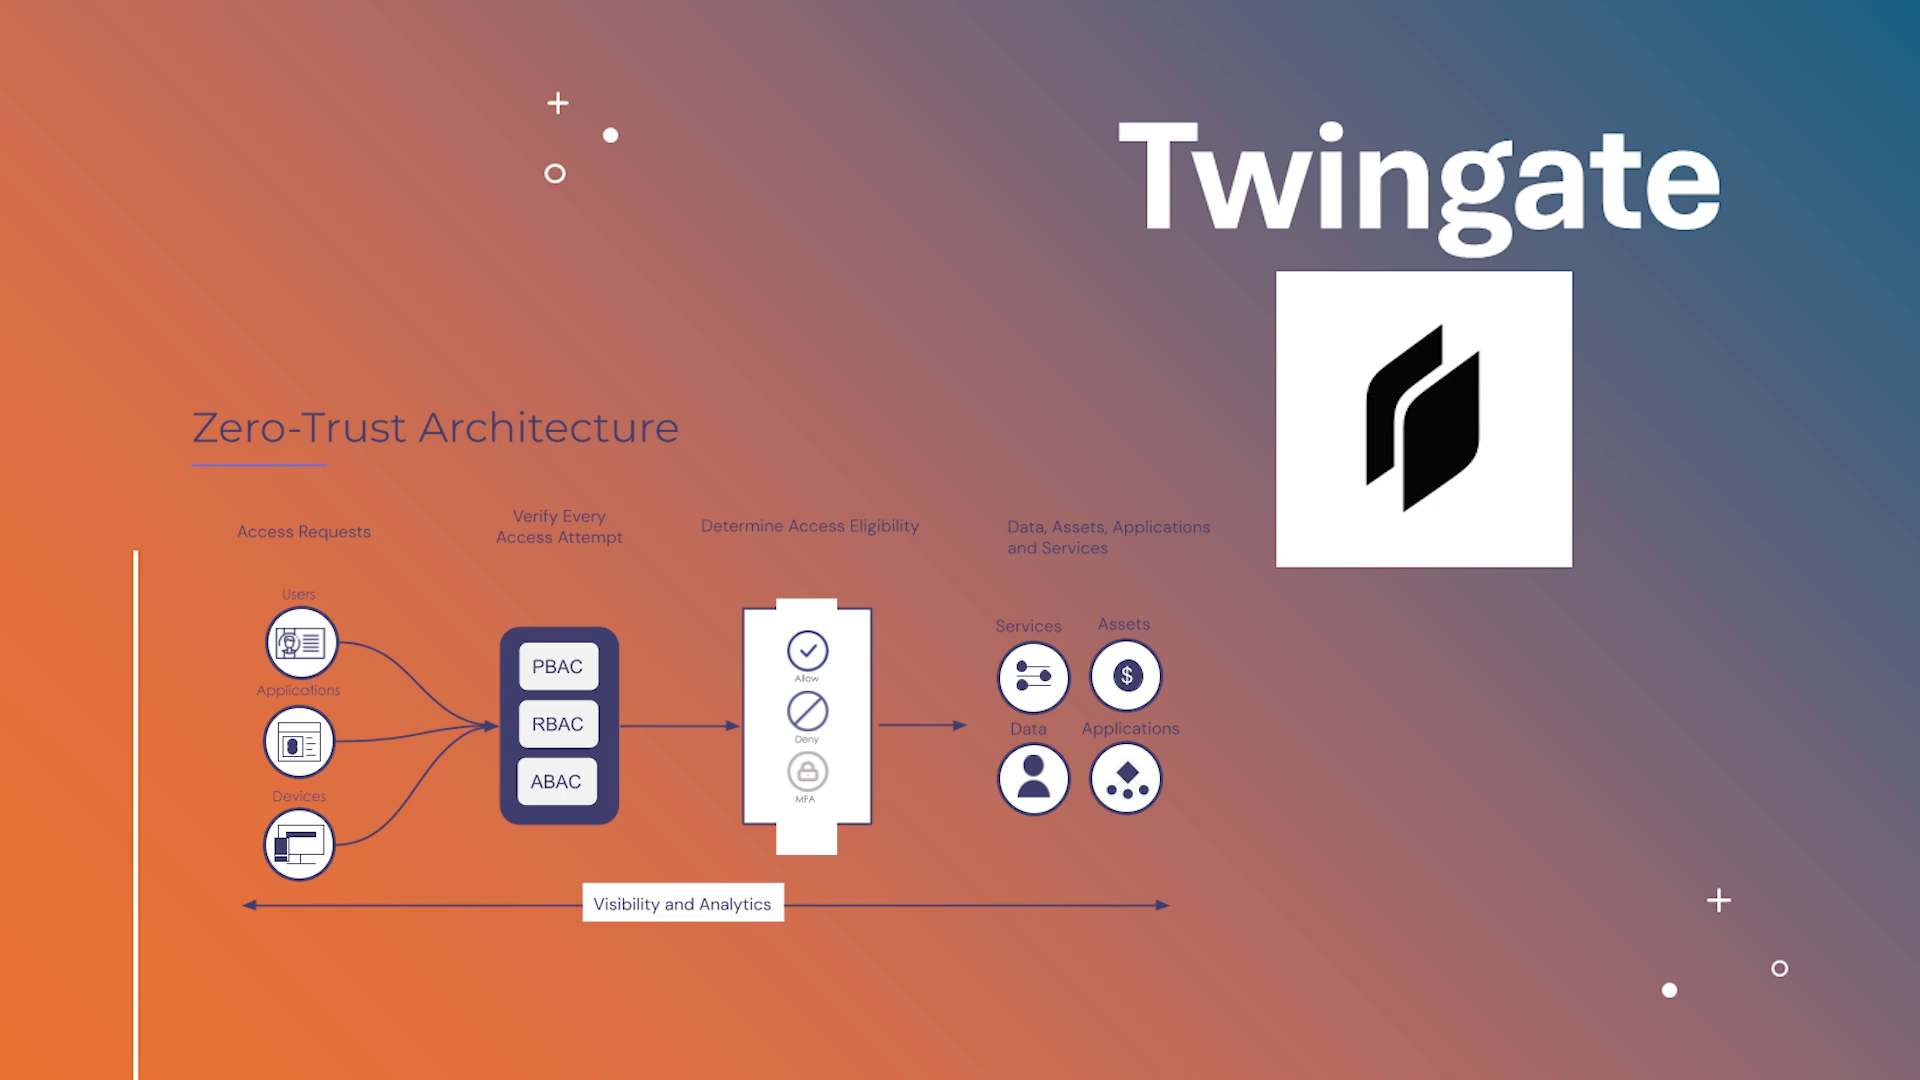 Twingate
Zero-Trust Architecture
Access Requests
Verify Every
Access Attempt
Determine Access Eligibility
Data, Assets, Applications
and Services
Users
Applications
Devices
PBAC
RBAC
ABAC
Allow
Deny
MFA
Services
Assets
$
Data
Applications
Visibility and Analytics